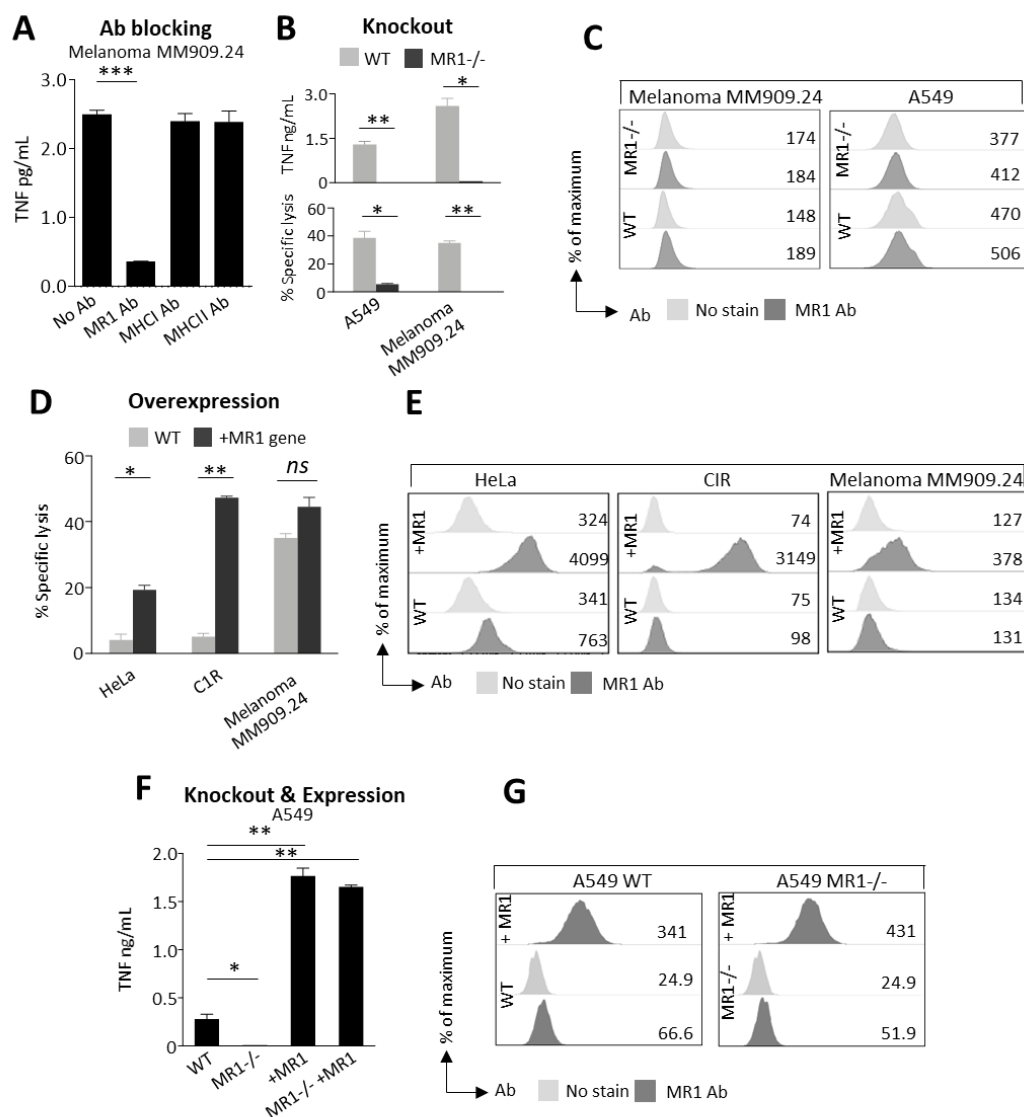 A
Ab blocking
Melanoma MM909.24
***
3.0
2.0
1.0
0.0
TNF pg/mL
No Ab
MR1 Ab
MHCI Ab
MHCII Ab
B
Knockout
WT
MR1-/-
3.0
1.5
0
TNFng/mL
**
*
60
40
20
0
% Specific lysis
*
**
A549
Melanoma
MM909.24
C
Melanoma MM909.24
A549
% of maximum
MR1-/-
WT
174
184
148
189
377
412
470
506
Ab
No stain
MR1 Ab
D
Overexpression
WT
+MR1 gene
60
40
20
0
% Specific lysis
*
**
ns
HeLa
C1R
Melanoma
MM909.24
E
HeLa
CIR
Melanoma MM909.24
% of maximum
+MR1
WT
324
4099
341
763
+MR1
WT
74
3149
75
98
+MR1
WT
127
378
134
131
Ab
No stain
MR1 Ab
F
Knockout & Expression
A549
**
**
*
2.0
1.5
1.0
0.5
0
TNF ng/mL
WT
MR1-/-
+MR1
MR1-/- +MR1
G
A549 WT
A549 MR1-/-
% of maximum
+ MR1
WT
341
24.9
66.6
+ MR1
MR1-/-
431
24.9
51.9
Ab
No stain
MR1 Ab